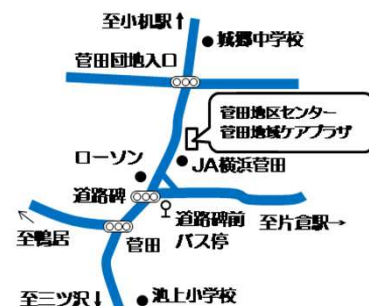 至小机駅↑
城郷中学校
菅田団地入口
菅田地区センター
菅田地域ケアプラザ
ローソン
JA横浜菅田
道路碑
道路碑前
バス停
至片倉駅→
至鴨居
菅田
至三ツ沢↓
池上小学校